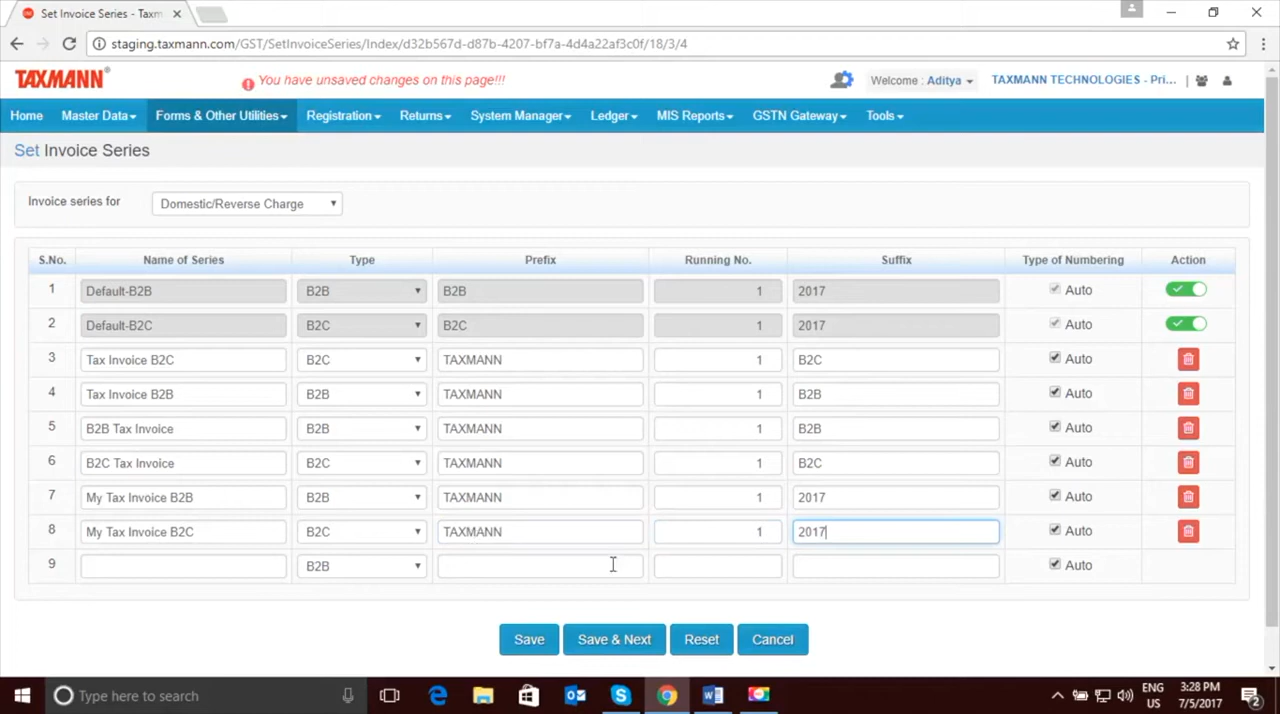 Set Invoice Series - Taxm
staging.taxmann.com/GST/SetInvoiceSeries/Index/d32b567d-d87b-4207-bf7a-4d4a22af3c0f/18/3/4
TAXMANN® You have unsaved changes on this page!!! Welcome : Aditya TAXMANN TECHNOLOGIES - Pri... |
Home Master Data Forms & Other Utilities Registration Returns System Manager Ledger MIS Reports GSTN Gateway Tools
Set Invoice Series
Invoice series for Domestic/Reverse Charge
S.No. Name of Series Type Prefix Running No. Suffix Type of Numbering Action
1 Default-B2B B2B B2B 1 2017 Auto
2 Default-B2C B2C B2C 1 2017 Auto
3 Tax Invoice B2C B2C TAXMANN 1 B2C Auto
4 Tax Invoice B2B B2B TAXMANN 1 B2B Auto
5 B2B Tax Invoice B2B TAXMANN 1 B2B Auto
6 B2C Tax Invoice B2C TAXMANN 1 B2C Auto
7 My Tax Invoice B2B B2B TAXMANN 1 2017 Auto
8 My Tax Invoice B2C B2C TAXMANN 1 2017 Auto
9 B2B Auto
Save Save & Next Reset Cancel
Type here to search ENG 3:28 PM
US 7/5/2017 2